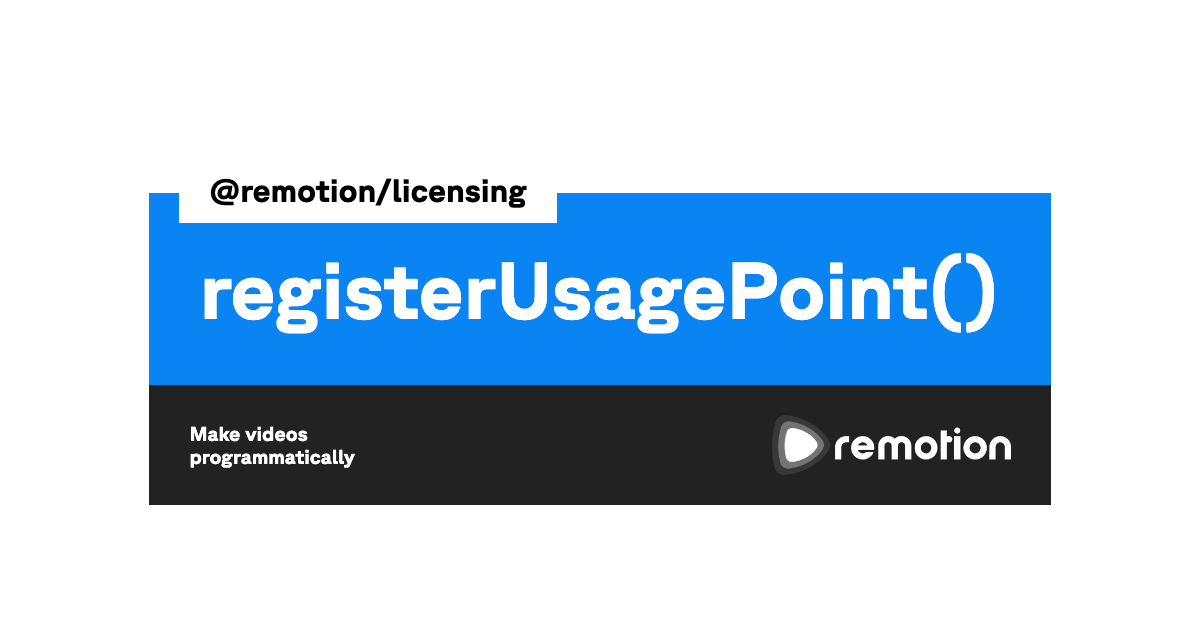 @remotion/licensing
registerUsagePoint()
Make videos
programmatically
remotion